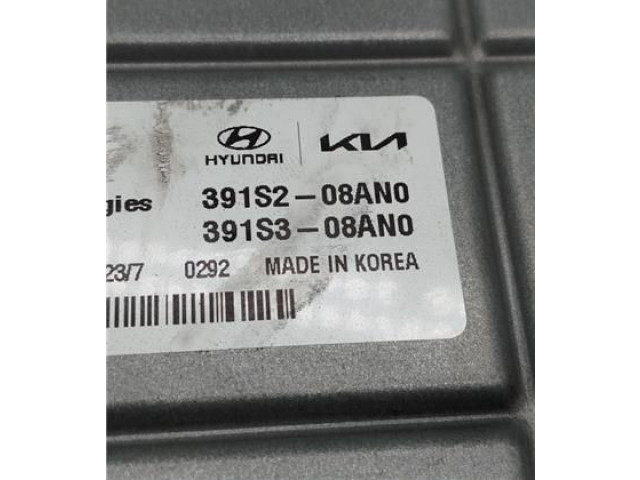 HYUNDAI KIA
gies 391S2-08AN0
391S3-08AN0
23/7 0292 MADE IN KOREA